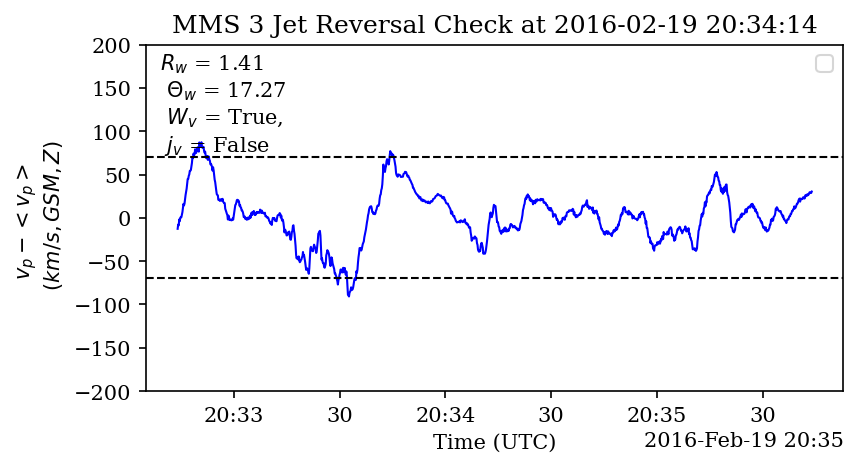 MMS 3 Jet Reversal Check at 2016-02-19 20:34:14
200
150
100
50
0
−50
−100
−150
−200
v_p − < v_p >
(km/s, GSM, Z)
R_w = 1.41
Θ_w = 17.27
W_v = True,
j_v = False
20:33 30 20:34 30 20:35 30
Time (UTC)
2016-Feb-19 20:35